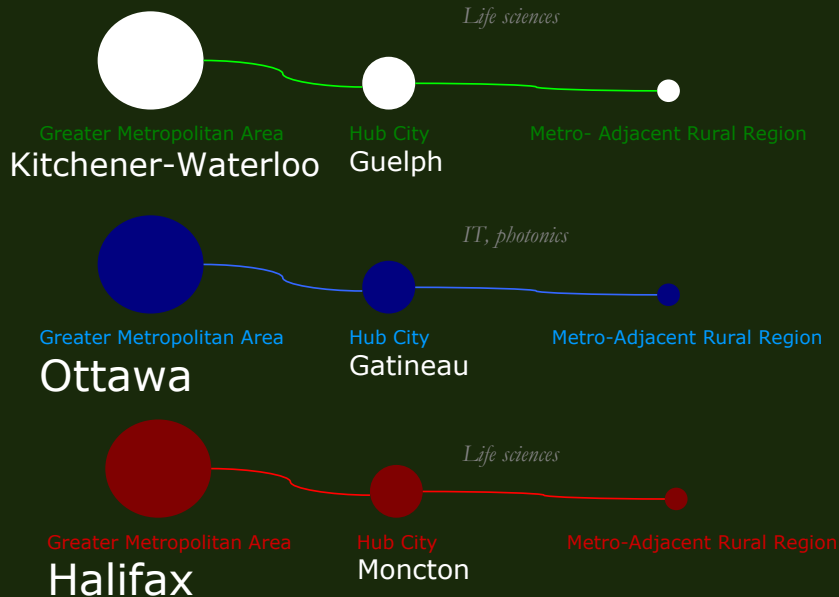 Life sciences
Greater Metropolitan Area Hub City Metro- Adjacent Rural Region
Kitchener-Waterloo Guelph
IT, photonics
Greater Metropolitan Area Hub City Metro-Adjacent Rural Region
Ottawa Gatineau
Life sciences
Greater Metropolitan Area Hub City Metro-Adjacent Rural Region
Halifax Moncton